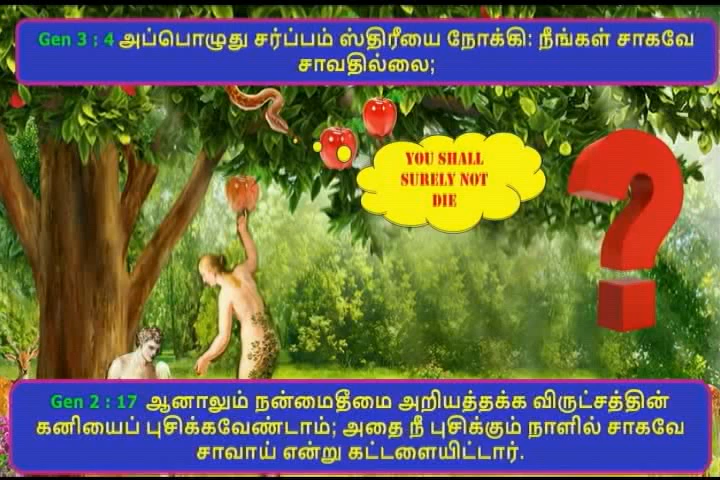 Gen 3 : 4 அப்பொழுது சர்ப்பம் ஸ்திரீயை நோக்கி: நீங்கள் சாகவே
சாவதில்லை;
YOU SHALL
SURELY NOT
DIE
?
Gen 2 : 17 ஆனாலும் நன்மைதீமை அறியத்தக்க விருட்சத்தின்
கனியைப் புசிக்கவேண்டாம்; அதை நீ புசிக்கும் நாளில் சாகவே
சாவாய் என்று கட்டளையிட்டார்.